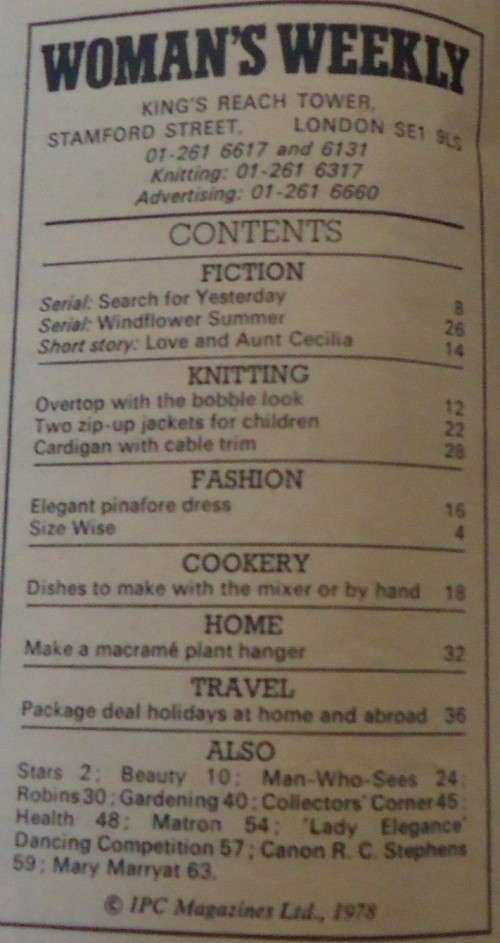 WOMAN'S WEEKLY
KING'S REACH TOWER,
STAMFORD STREET, LONDON SE1 9LS
01-261 6617 and 6131
Knitting: 01-261 6317
Advertising: 01-261 6660
CONTENTS
FICTION
Serial: Search for Yesterday 8
Serial: Windflower Summer 26
Short story: Love and Aunt Cecilia 14
KNITTING
Overtop with the bobble look 12
Two zip-up jackets for children 22
Cardigan with cable trim 28
FASHION
Elegant pinafore dress 16
Size Wise 4
COOKERY
Dishes to make with the mixer or by hand 18
HOME
Make a macramé plant hanger 32
TRAVEL
Package deal holidays at home and abroad 36
ALSO
Stars 2; Beauty 10; Man-Who-Sees 24;
Robins 30; Gardening 40; Collectors' Corner 45;
Health 48; Matron 54; 'Lady Elegance'
Dancing Competition 57; Canon R. C. Stephens
59; Mary Marryat 63.
© IPC Magazines Ltd., 1978